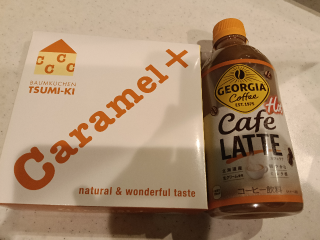 C C C C
BAUMKUCHEN
TSUMI-KI
Caramel+
natural & wonderful taste
GEORGIA
Coffee
EST. 1975
Hot
Cafe
LATTE
コーヒー飲料